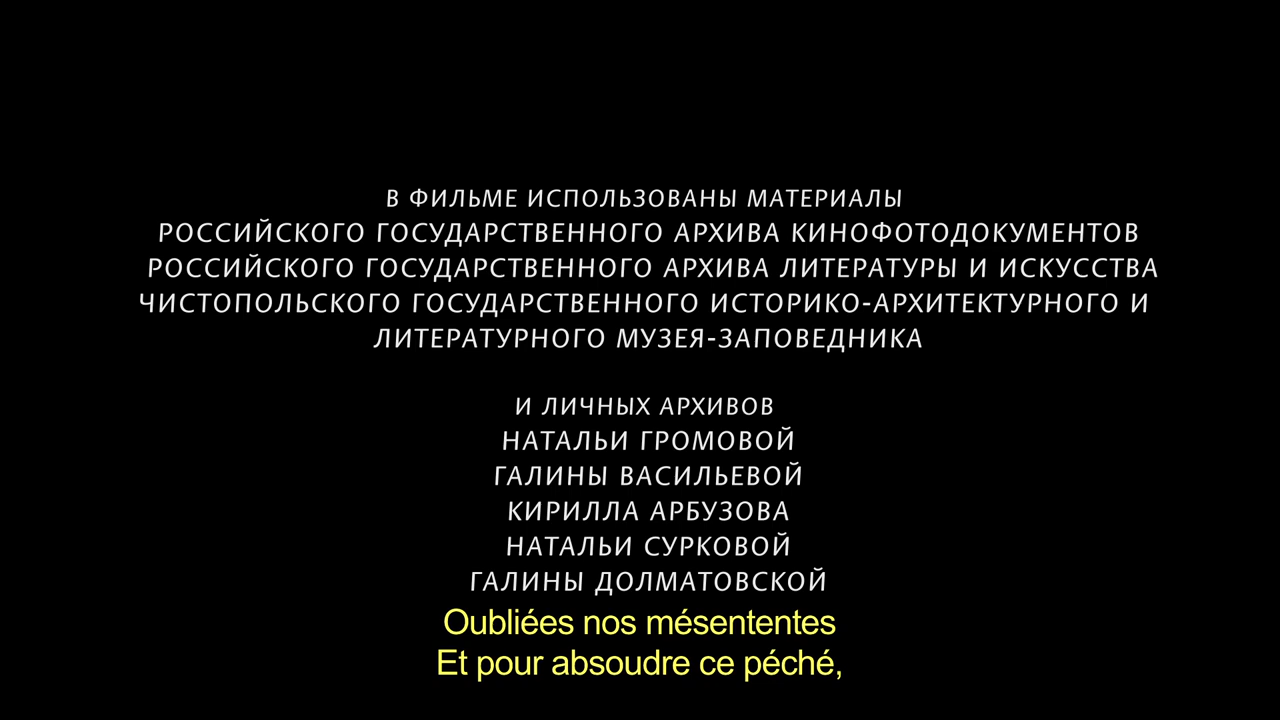 В ФИЛЬМЕ ИСПОЛЬЗОВАНЫ МАТЕРИАЛЫ
РОССИЙСКОГО ГОСУДАРСТВЕННОГО АРХИВА КИНОФОТОДОКУМЕНТОВ
РОССИЙСКОГО ГОСУДАРСТВЕННОГО АРХИВА ЛИТЕРАТУРЫ И ИСКУССТВА
ЧИСТОПОЛЬСКОГО ГОСУДАРСТВЕННОГО ИСТОРИКО-АРХИТЕКТУРНОГО И
ЛИТЕРАТУРНОГО МУЗЕЯ-ЗАПОВЕДНИКА
И ЛИЧНЫХ АРХИВОВ
НАТАЛЬИ ГРОМОВОЙ
ГАЛИНЫ ВАСИЛЬЕВОЙ
КИРИЛЛА АРБУЗОВА
НАТАЛЬИ СУРКОВОЙ
ГАЛИНЫ ДОЛМАТОВСКОЙ
Oubliées nos mésententes
Et pour absoudre ce péché,